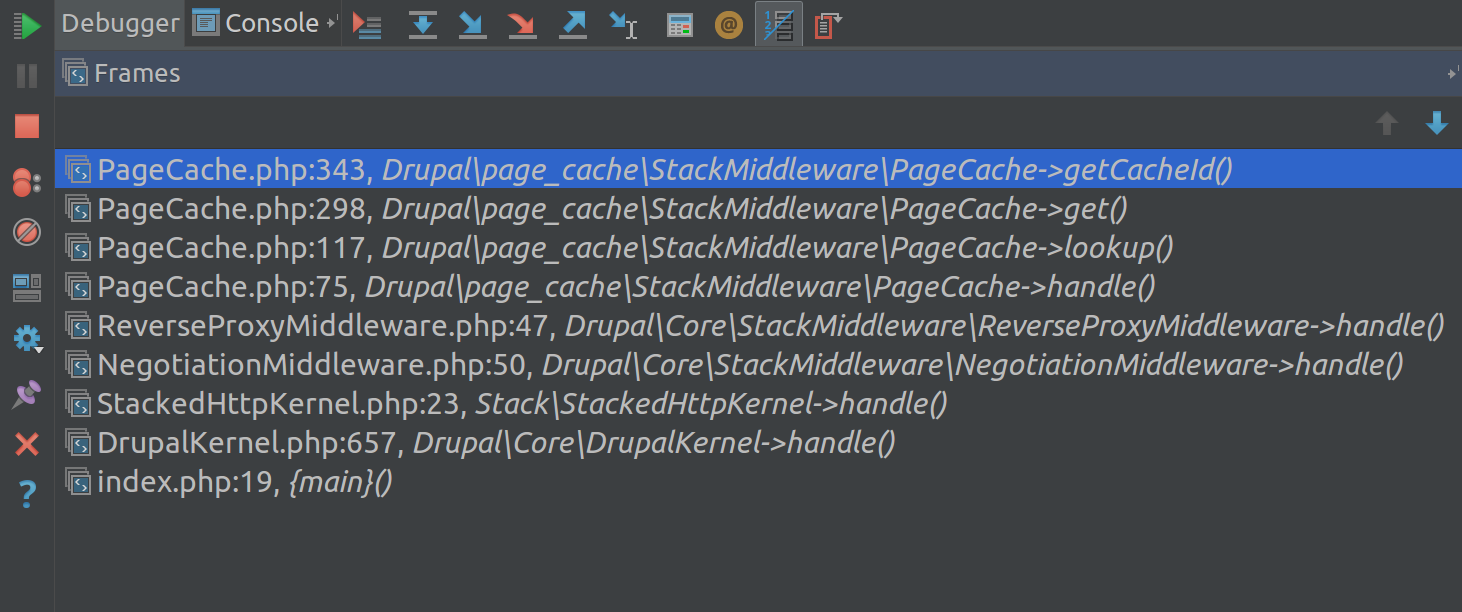 Debugger Console
Frames
PageCache.php:343, Drupal\page_cache\StackMiddleware\PageCache->getCacheId()
PageCache.php:298, Drupal\page_cache\StackMiddleware\PageCache->get()
PageCache.php:117, Drupal\page_cache\StackMiddleware\PageCache->lookup()
PageCache.php:75, Drupal\page_cache\StackMiddleware\PageCache->handle()
ReverseProxyMiddleware.php:47, Drupal\Core\StackMiddleware\ReverseProxyMiddleware->handle()
NegotiationMiddleware.php:50, Drupal\Core\StackMiddleware\NegotiationMiddleware->handle()
StackedHttpKernel.php:23, Stack\StackedHttpKernel->handle()
DrupalKernel.php:657, Drupal\Core\DrupalKernel->handle()
index.php:19, {main}()